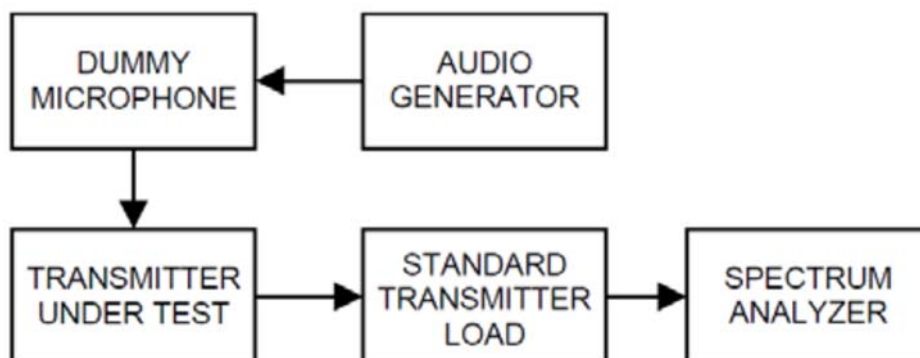 DUMMY
MICROPHONE
AUDIO
GENERATOR
TRANSMITTER
UNDER TEST
STANDARD
TRANSMITTER
LOAD
SPECTRUM
ANALYZER